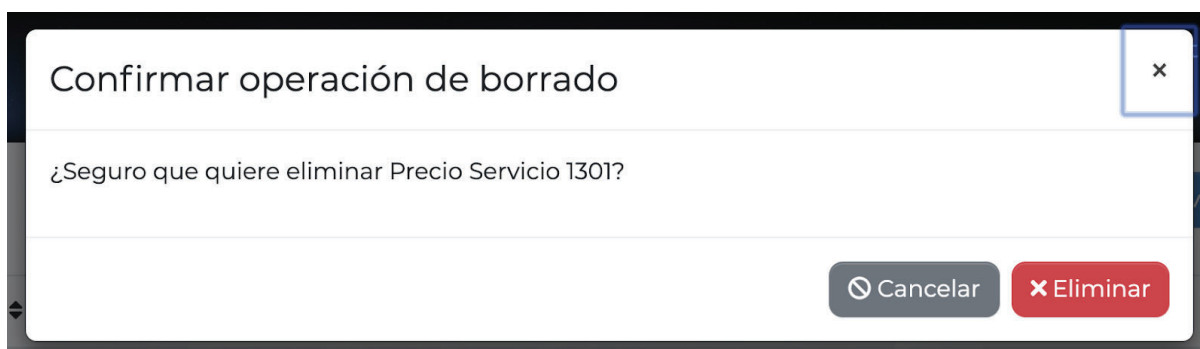 Confirmar operación de borrado
¿Seguro que quiere eliminar Precio Servicio 1301?
Cancelar
Eliminar